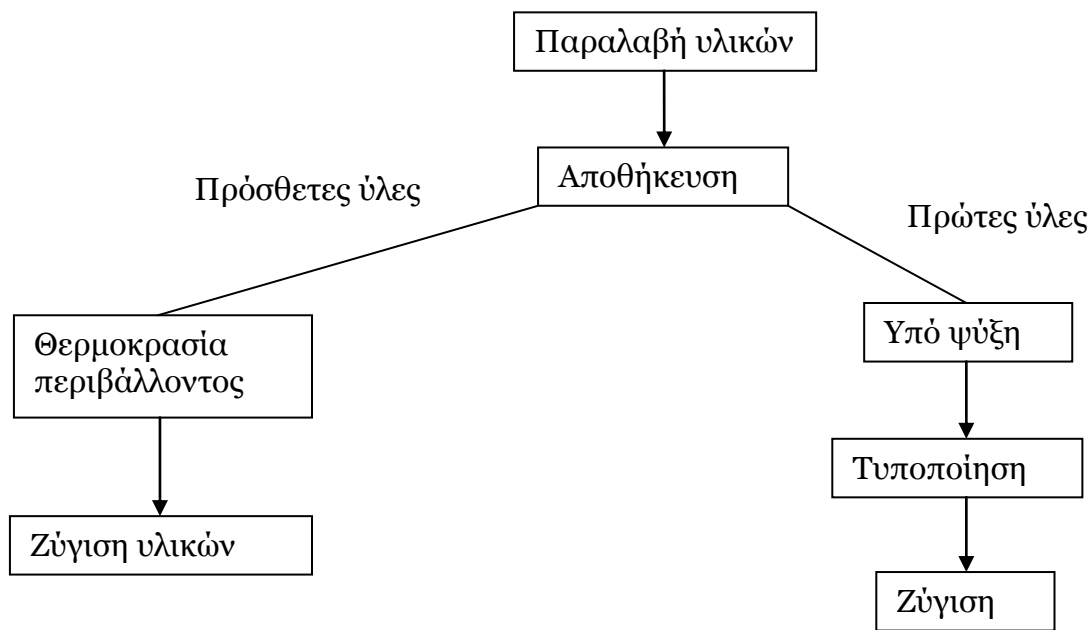 Παραλαβή υλικών
Αποθήκευση
Πρόσθετες ύλες
Πρώτες ύλες
Θερμοκρασία
περιβάλλοντος
Υπό ψύξη
Τυποποίηση
Ζύγιση υλικών
Ζύγιση